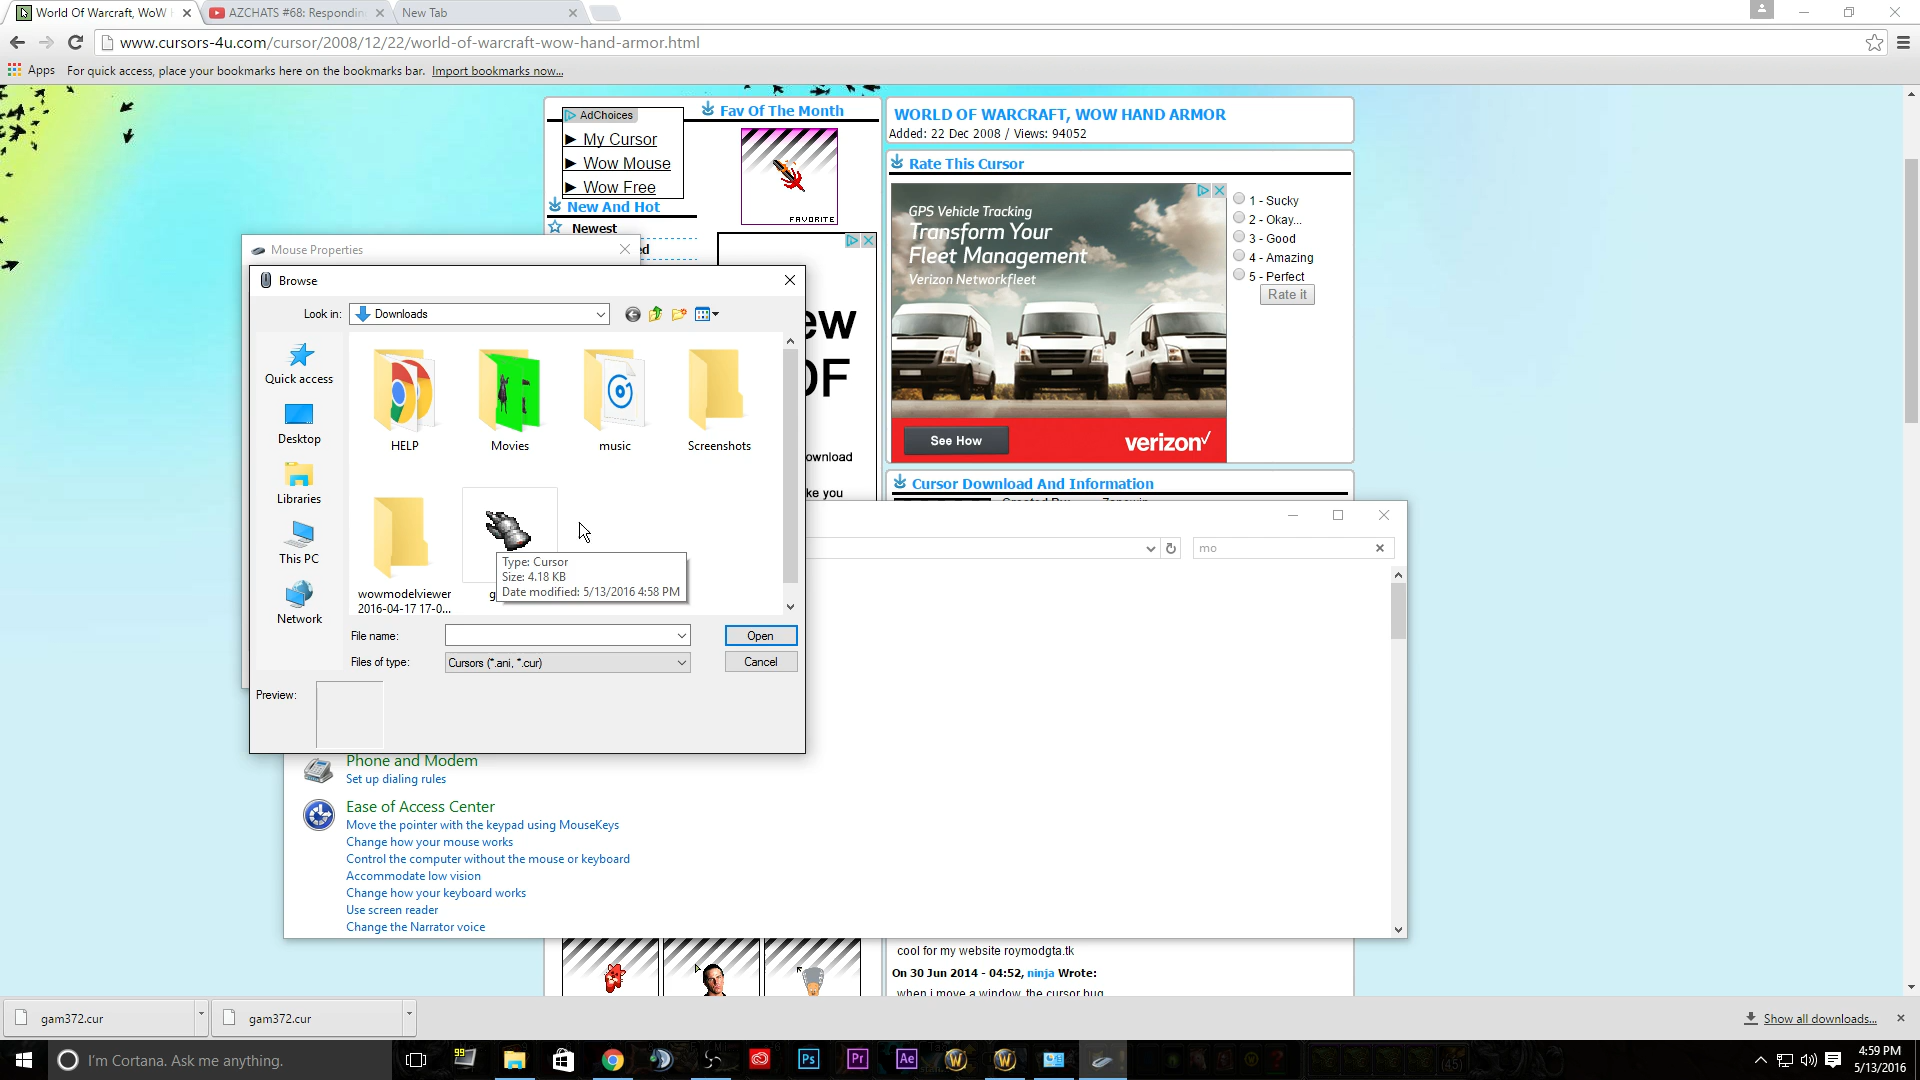 World Of Warcraft, WoW
AZCHATS #68: Respondin
New Tab
www.cursors-4u.com/cursor/2008/12/22/world-of-warcraft-wow-hand-armor.html
Apps
For quick access, place your bookmarks here on the bookmarks bar. Import bookmarks now...
AdChoices
My Cursor
Wow Mouse
Wow Free
New And Hot
Newest
Fav Of The Month
FAVORITE
WORLD OF WARCRAFT, WOW HAND ARMOR
Added: 22 Dec 2008 / Views: 94052
Rate This Cursor
GPS Vehicle Tracking
Transform Your
Fleet Management
Verizon Networkfleet
See How
verizon
1 - Sucky
2 - Okay...
3 - Good
4 - Amazing
5 - Perfect
Rate it
Cursor Download And Information
ownload
ke you
Mouse Properties
Browse
Look in:
Downloads
Quick access
Desktop
Libraries
This PC
Network
HELP
Movies
music
Screenshots
wowmodelviewer
2016-04-17 17-0...
Type: Cursor
Size: 4.18 KB
Date modified: 5/13/2016 4:58 PM
File name:
Open
Files of type:
Cursors (*.ani, *.cur)
Cancel
Preview:
mo
Phone and Modem
Set up dialing rules
Ease of Access Center
Move the pointer with the keypad using MouseKeys
Change how your mouse works
Control the computer without the mouse or keyboard
Accommodate low vision
Change how your keyboard works
Use screen reader
Change the Narrator voice
cool for my website roymodgta.tk
On 30 Jun 2014 - 04:52, ninja Wrote:
when i move a window, the cursor bug
gam372.cur
gam372.cur
Show all downloads...
I'm Cortana. Ask me anything.
99
Ps
Pr
Ae
4:59 PM
5/13/2016